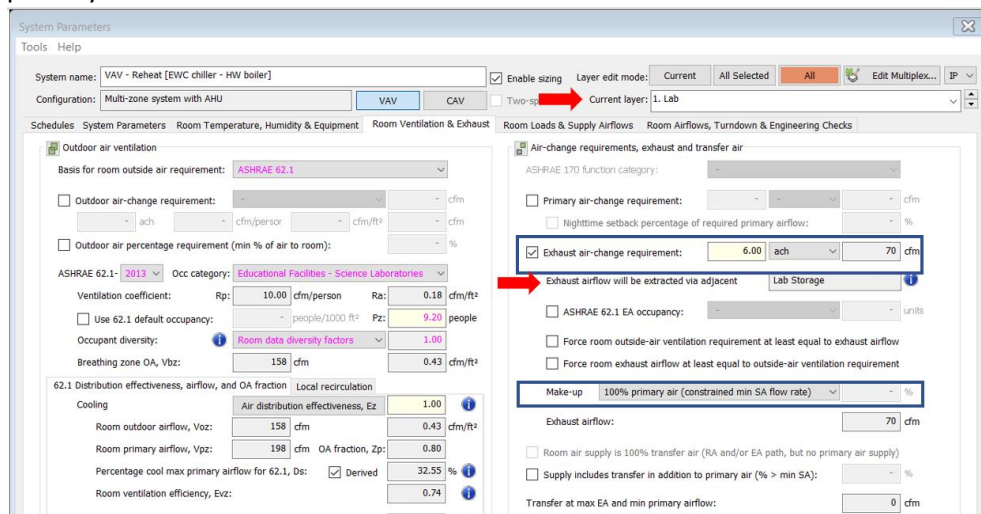 System Parameters
Tools Help
System name: VAV - Reheat [EWC chiller - HW boiler]
Enable sizing Layer edit mode: Current All Selected All Edit Multiplex... IP
Configuration: Multi-zone system with AHU VAV CAV Two-sp Current layer: 1. Lab
Schedules System Parameters Room Temperature, Humidity & Equipment Room Ventilation & Exhaust Room Loads & Supply Airflows Room Airflows, Turndown & Engineering Checks
Outdoor air ventilation
Basis for room outside air requirement: ASHRAE 62.1
Outdoor air-change requirement: - - cfm
- ach - cfm/person - cfm/ft² - cfm
Outdoor air percentage requirement (min % of air to room): - %
ASHRAE 62.1- 2013 Occ category: Educational Facilities - Science Laboratories
Ventilation coefficient: Rp: 10.00 cfm/person Ra: 0.18 cfm/ft²
Use 62.1 default occupancy: - people/1000 ft² Pz: 9.20 people
Occupant diversity: Room data diversity factors 1.00
Breathing zone OA, Vbz: 158 cfm 0.43 cfm/ft²
62.1 Distribution effectiveness, airflow, and OA fraction Local recirculation
Cooling Air distribution effectiveness, Ez 1.00
Room outdoor airflow, Voz: 158 cfm 0.43 cfm/ft²
Room primary airflow, Vpz: 198 cfm OA fraction, Zp: 0.80
Percentage cool max primary airflow for 62.1, Ds: Derived 32.55 %
Room ventilation efficiency, Evz: 0.74
Air-change requirements, exhaust and transfer air
ASHRAE 170 function category: -
Primary air-change requirement: - - - cfm
Nighttime setback percentage of required primary airflow: - %
Exhaust air-change requirement: 6.00 ach 70 cfm
Exhaust airflow will be extracted via adjacent Lab Storage
ASHRAE 62.1 EA occupancy: - - units
Force room outside-air ventilation requirement at least equal to exhaust airflow
Force room exhaust airflow at least equal to outside-air ventilation requirement
Make-up 100% primary air (constrained min SA flow rate) - %
Exhaust airflow: 70 cfm
Room air supply is 100% transfer air (RA and/or EA path, but no primary air supply)
Supply includes transfer in addition to primary air (% > min SA): - %
Transfer at max EA and min primary airflow: 0 cfm